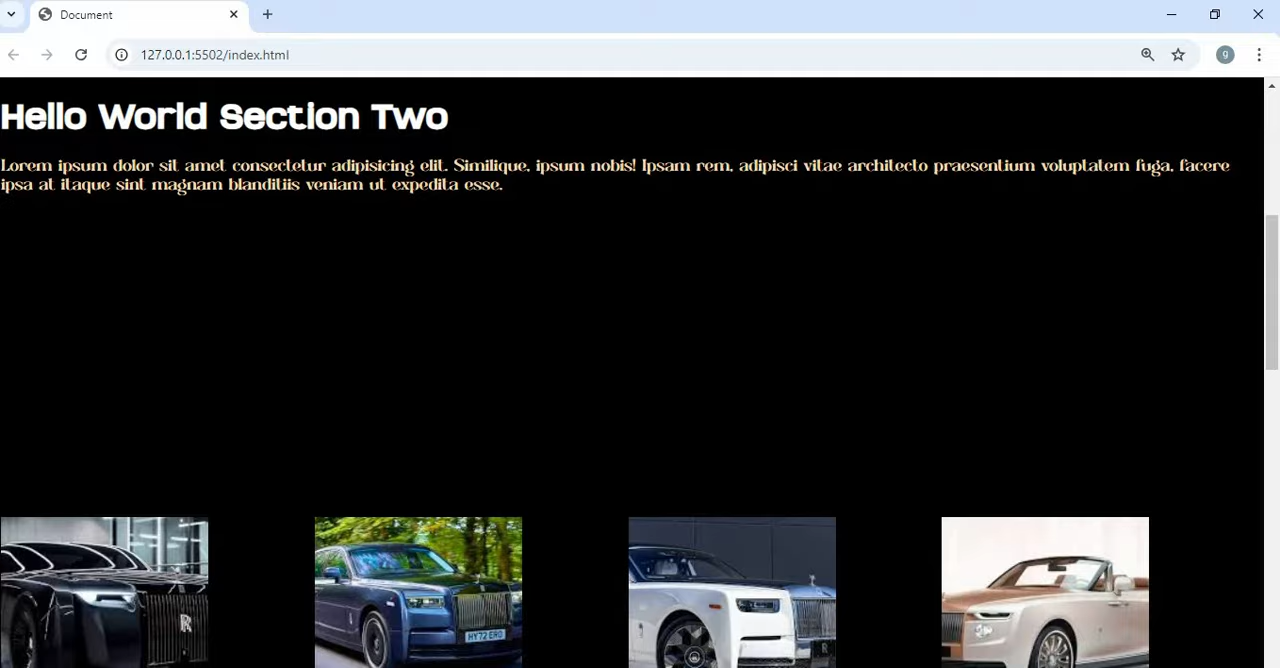 Document
127.0.0.1:5502/index.html
g
Hello World Section Two
Lorem ipsum dolor sit amet consectetur adipisicing elit. Similique, ipsum nobis! Ipsam rem, adipisci vitae architecto praesentium voluptatem fuga, facere
ipsa at itaque sint magnam blanditiis veniam ut expedita esse.
HY72 ERO